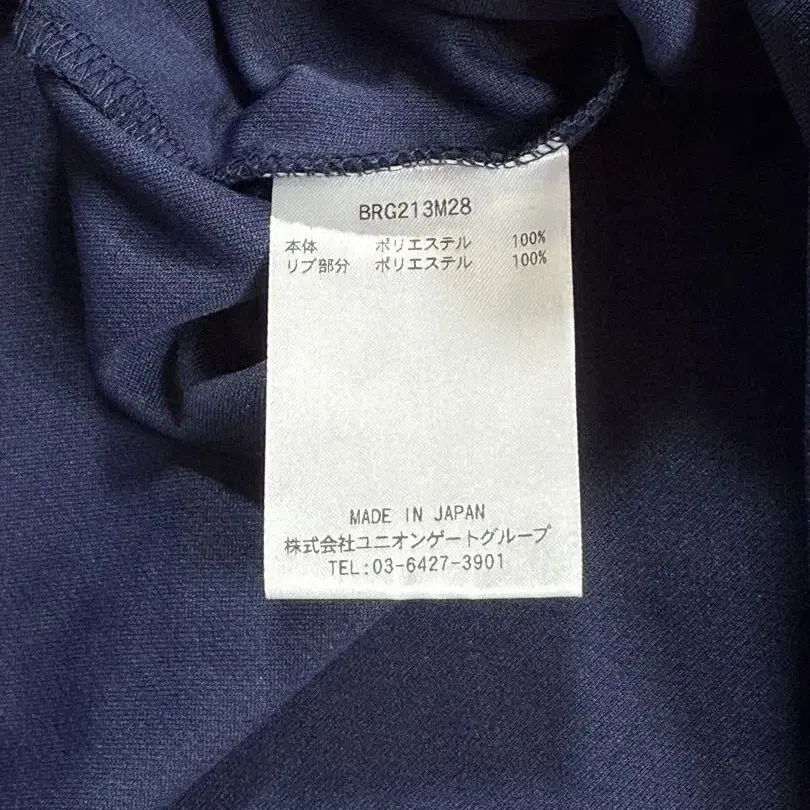 BRG213M28
本体 ポリエステル 100%
リブ部分 ポリエステル 100%
MADE IN JAPAN
株式会社ユニオンゲートグループ
TEL:03-6427-3901